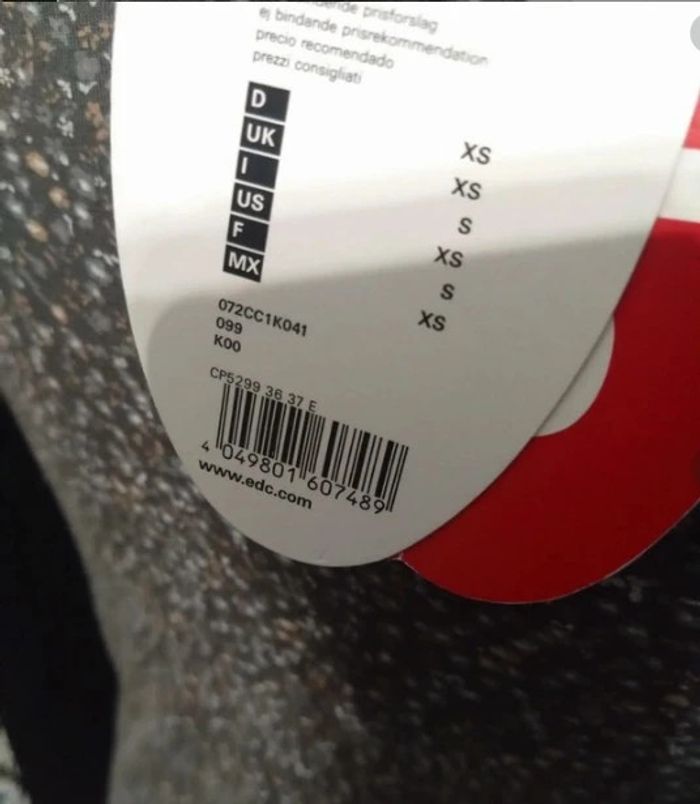 prisforslag
ej bindande prisrekommendation
precio recomendado
prezzi consigliati
D XS
UK XS
I S
US XS
F S
MX XS
072CC1K041
099
K00
CP5299 36 37 E
4 049801 607489
www.edc.com